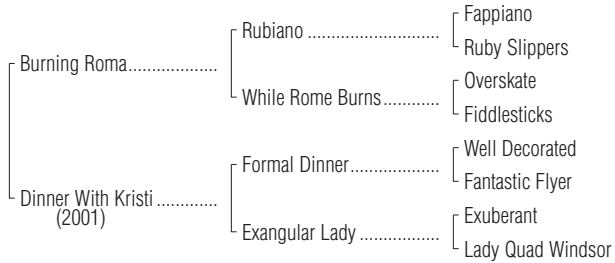 Fappiano
Rubiano ....................
Ruby Slippers
Burning Roma..................
Overskate
While Rome Burns............
Fiddlesticks
Well Decorated
Formal Dinner..................
Fantastic Flyer
Dinner With Kristi .............
(2001)
Exuberant
Exangular Lady ................
Lady Quad Windsor